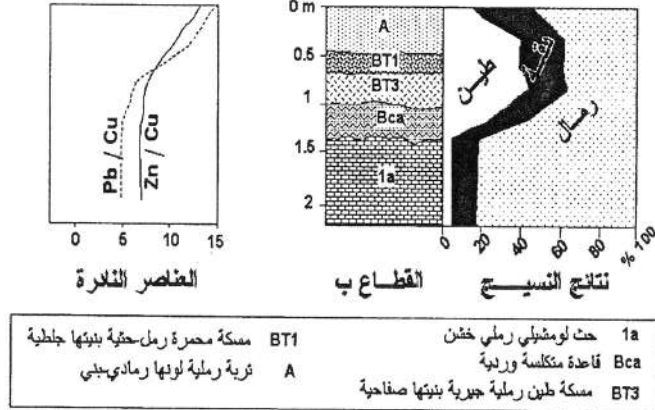 0 m
0.5
1
1.5
2
A
BT1
BT3
Bca
1a
طين
رمال
Pb / Cu
Zn / Cu
0 5 10 15
0 20 40 60 80 100 %
العناصر النادرة
القطاع ب
نتائج النسيج
1a حث لومشيلي رملي خشن
Bca قاعدة متكلسة وردية
BT3 مسكة طين رملية جيرية بنيتها صفاحية
BT1 مسكة محمرة رمل-حثية بنيتها جلطية
A تربة رملية لونها رمادي-بني